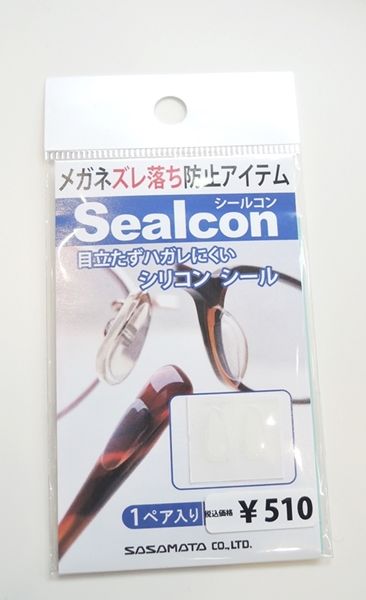 メガネズレ落ち防止アイテム
シールコン
Sealcon
目立たずハガレにくい
シリコン シール
1ペア入り
税込価格 ¥510
SASAMATA CO.,LTD.